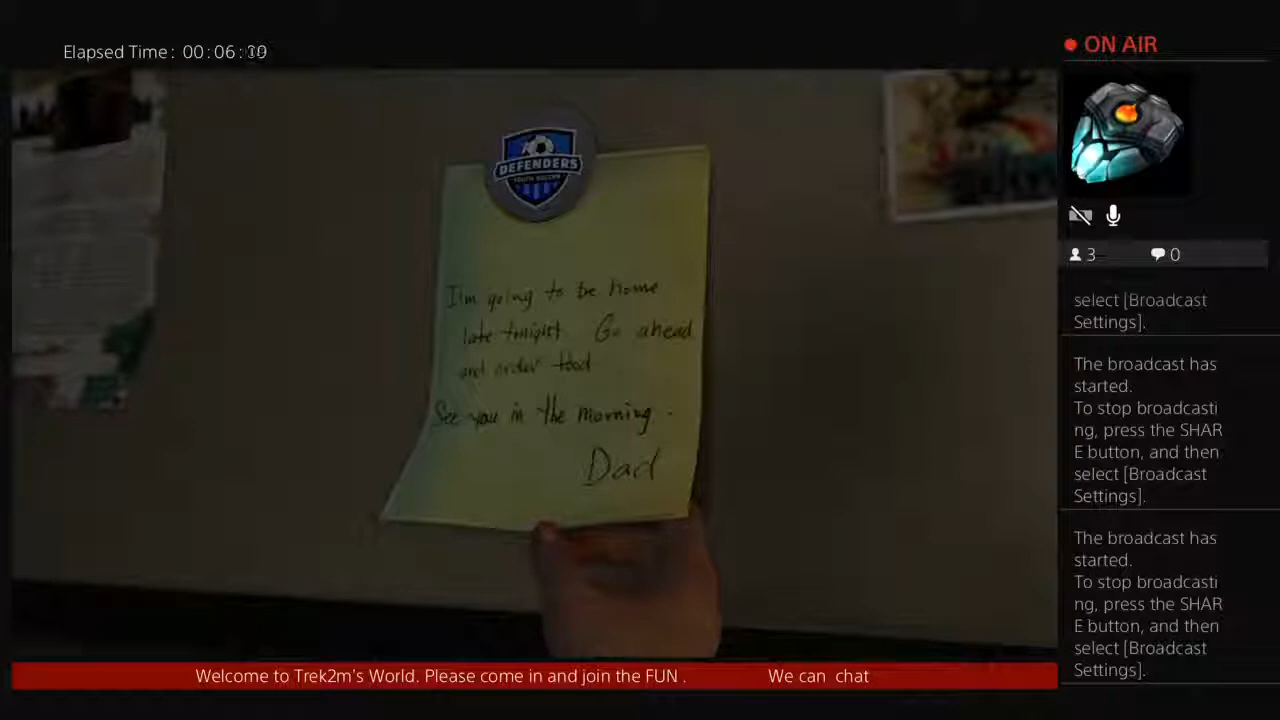 Elapsed Time: 00:06:
ON AIR
DEFENDERS
YOUTH SOCCER
I'm going to be home
late tonight. Go ahead
and order food
See you in the morning.
Dad
3
0
select [Broadcast
Settings].
The broadcast has
started.
To stop broadcasti
ng, press the SHAR
E button, and then
select [Broadcast
Settings].
The broadcast has
started.
To stop broadcasti
ng, press the SHAR
E button, and then
select [Broadcast
Settings].
Welcome to Trek2m's World. Please come in and join the FUN . We can chat